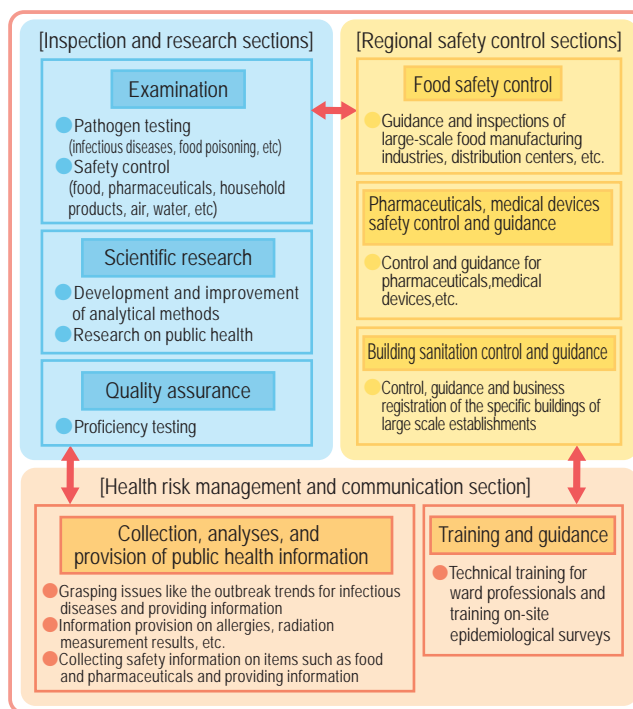 [Inspection and research sections]
Examination
Pathogen testing
(infectious diseases, food poisoning, etc)
Safety control
(food, pharmaceuticals, household
products, air, water, etc)
Scientific research
Development and improvement
of analytical methods
Research on public health
Quality assurance
Proficiency testing
[Regional safety control sections]
Food safety control
Guidance and inspections of
large-scale food manufacturing
industries, distribution centers, etc.
Pharmaceuticals, medical devices
safety control and guidance
Control and guidance for
pharmaceuticals,medical
devices,etc.
Building sanitation control and guidance
Control, guidance and business
registration of the specific buildings of
large scale establishments
[Health risk management and communication section]
Collection, analyses, and
provision of public health information
Grasping issues like the outbreak trends for infectious
diseases and providing information
Information provision on allergies, radiation
measurement results, etc.
Collecting safety information on items such as food
and pharmaceuticals and providing information
Training and guidance
Technical training for
ward professionals and
training on-site
epidemiological surveys